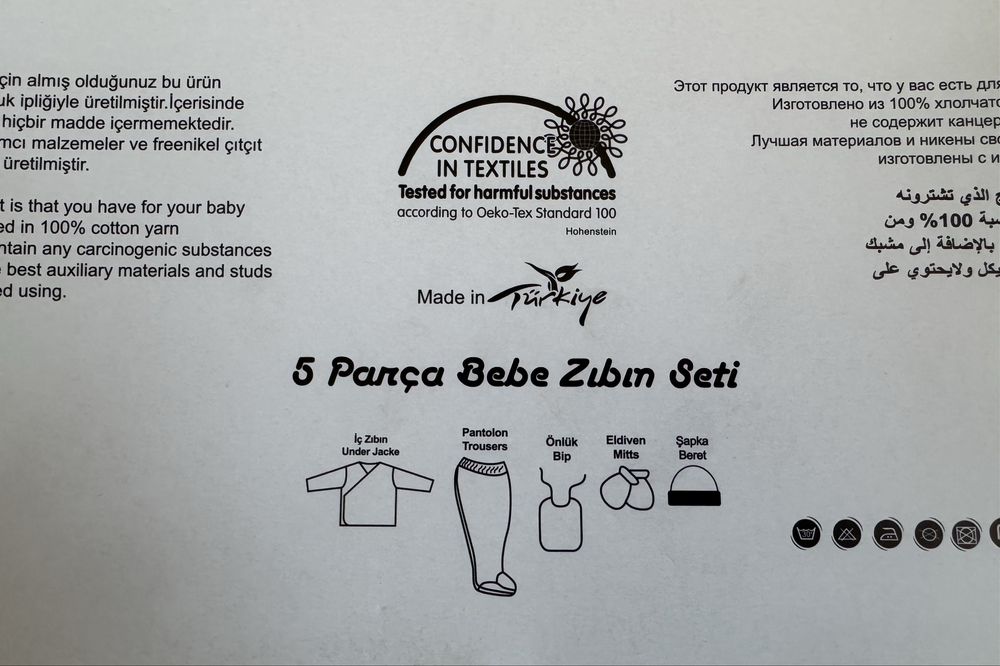 çin almış olduğunuz bu ürün
uk ipliğiyle üretilmiştir.İçerisinde
hiçbir madde içermemektedir.
mcı malzemeler ve freenikel çıtçıt
üretilmiştir.
t is that you have for your baby
ed in 100% cotton yarn
ntain any carcinogenic substances
best auxiliary materials and studs
ed using.
CONFIDENCE
IN TEXTILES
Tested for harmful substances
according to Oeko-Tex Standard 100
Hohenstein
Made in Türkiye
5 Parça Bebe Zıbın Seti
İç Zıbın
Under Jacke
Pantolon
Trousers
Önlük
Bip
Eldiven
Mitts
Şapka
Beret
Этот продукт является то, что у вас есть для
Изготовлено из 100% хлопчато
не содержит канцер
Лучшая материалов и никены сво
изготовлены с и
ج الذي تشترونه
سبة 100% ومن
بالإضافة إلى مشبك
يكل ولايحتوي على
30°